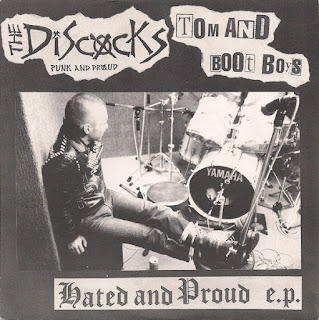 THE
DiSCOCKS
PUNK AND PROUD
TOM AND
BOOt BOyS
YAMAHA
Hated and Proud e.p.